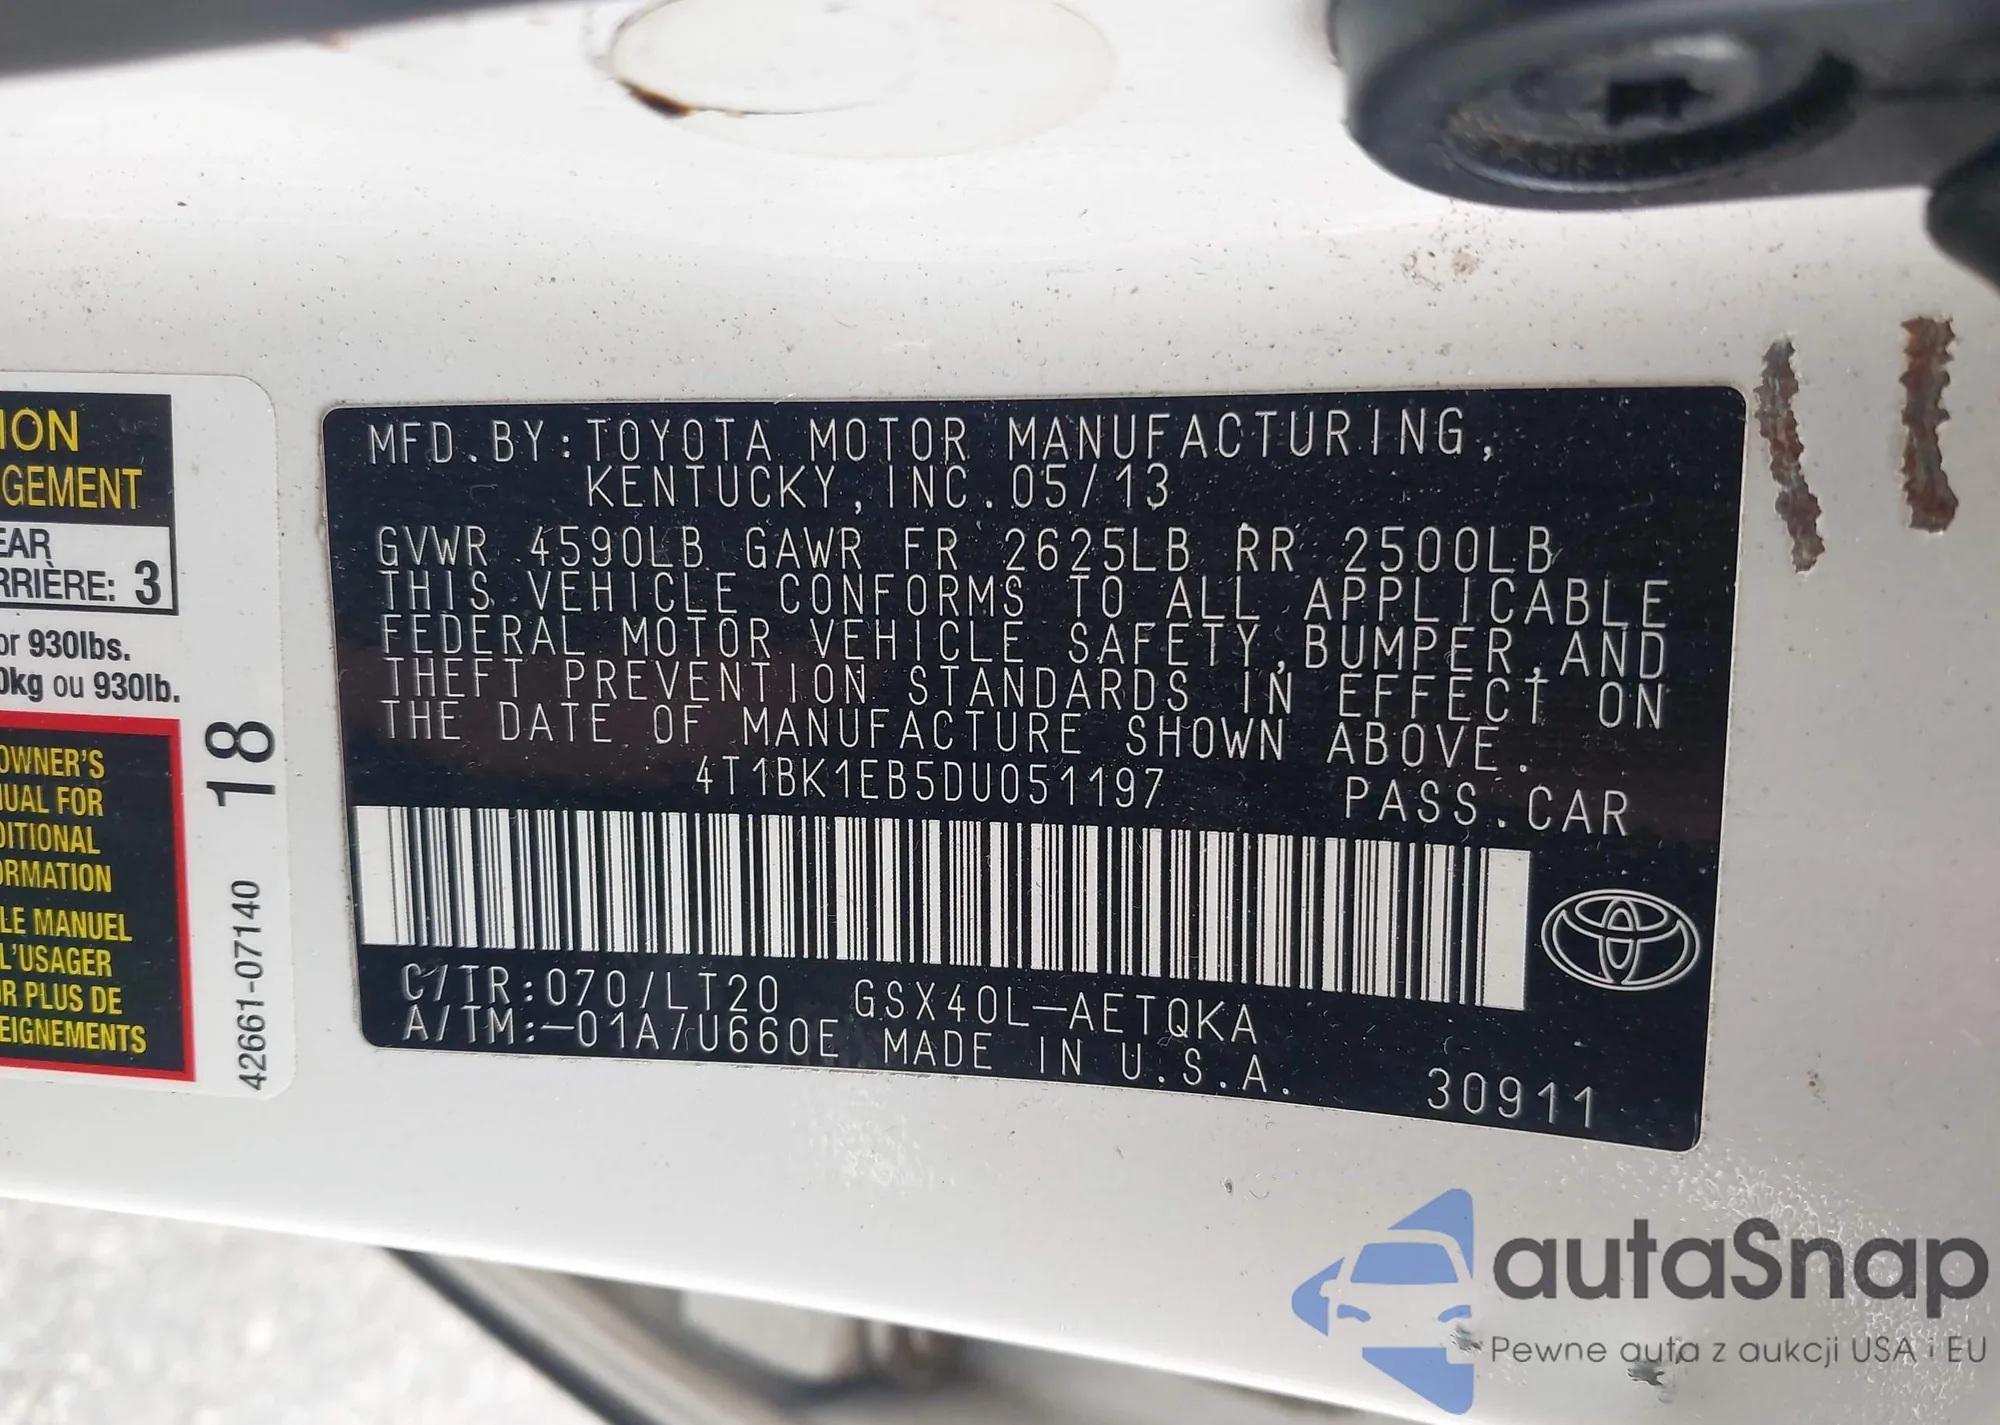 ION
GEMENT
EAR
RRIÈRE: 3
or 930lbs.
0kg ou 930lb.
OWNER'S
UAL FOR
DITIONAL
ORMATION
LE MANUEL
L'USAGER
R PLUS DE
EIGNEMENTS
18
42661-07140
MFD.BY:TOYOTA MOTOR MANUFACTURING,
KENTUCKY,INC.05/13
GVWR 4590LB GAWR FR 2625LB RR 2500LB
THIS VEHICLE CONFORMS TO ALL APPLICABLE
FEDERAL MOTOR VEHICLE SAFETY,BUMPER,AND
THEFT PREVENTION STANDARDS IN EFFECT ON
THE DATE OF MANUFACTURE SHOWN ABOVE.
4T1BK1EB5DU051197 PASS.CAR
C/TR:070/LT20 GSX40L-AETQKA
A/TM:-01A/U660E MADE IN U.S.A.
30911
autaSnap
Pewne auta z aukcji USA i EU